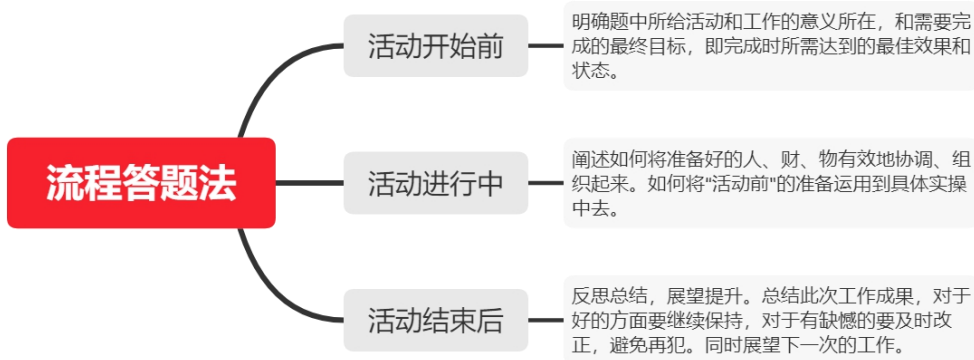 流程答题法
活动开始前
明确题中所给活动和工作的意义所在，和需要完
成的最终目标，即完成时所需达到的最佳效果和
状态。
活动进行中
阐述如何将准备好的人、财、物有效地协调、组
织起来。如何将"活动前"的准备运用到具体实操
中去。
活动结束后
反思总结，展望提升。总结此次工作成果，对于
好的方面要继续保持，对于有缺憾的要及时改
正，避免再犯。同时展望下一次的工作。